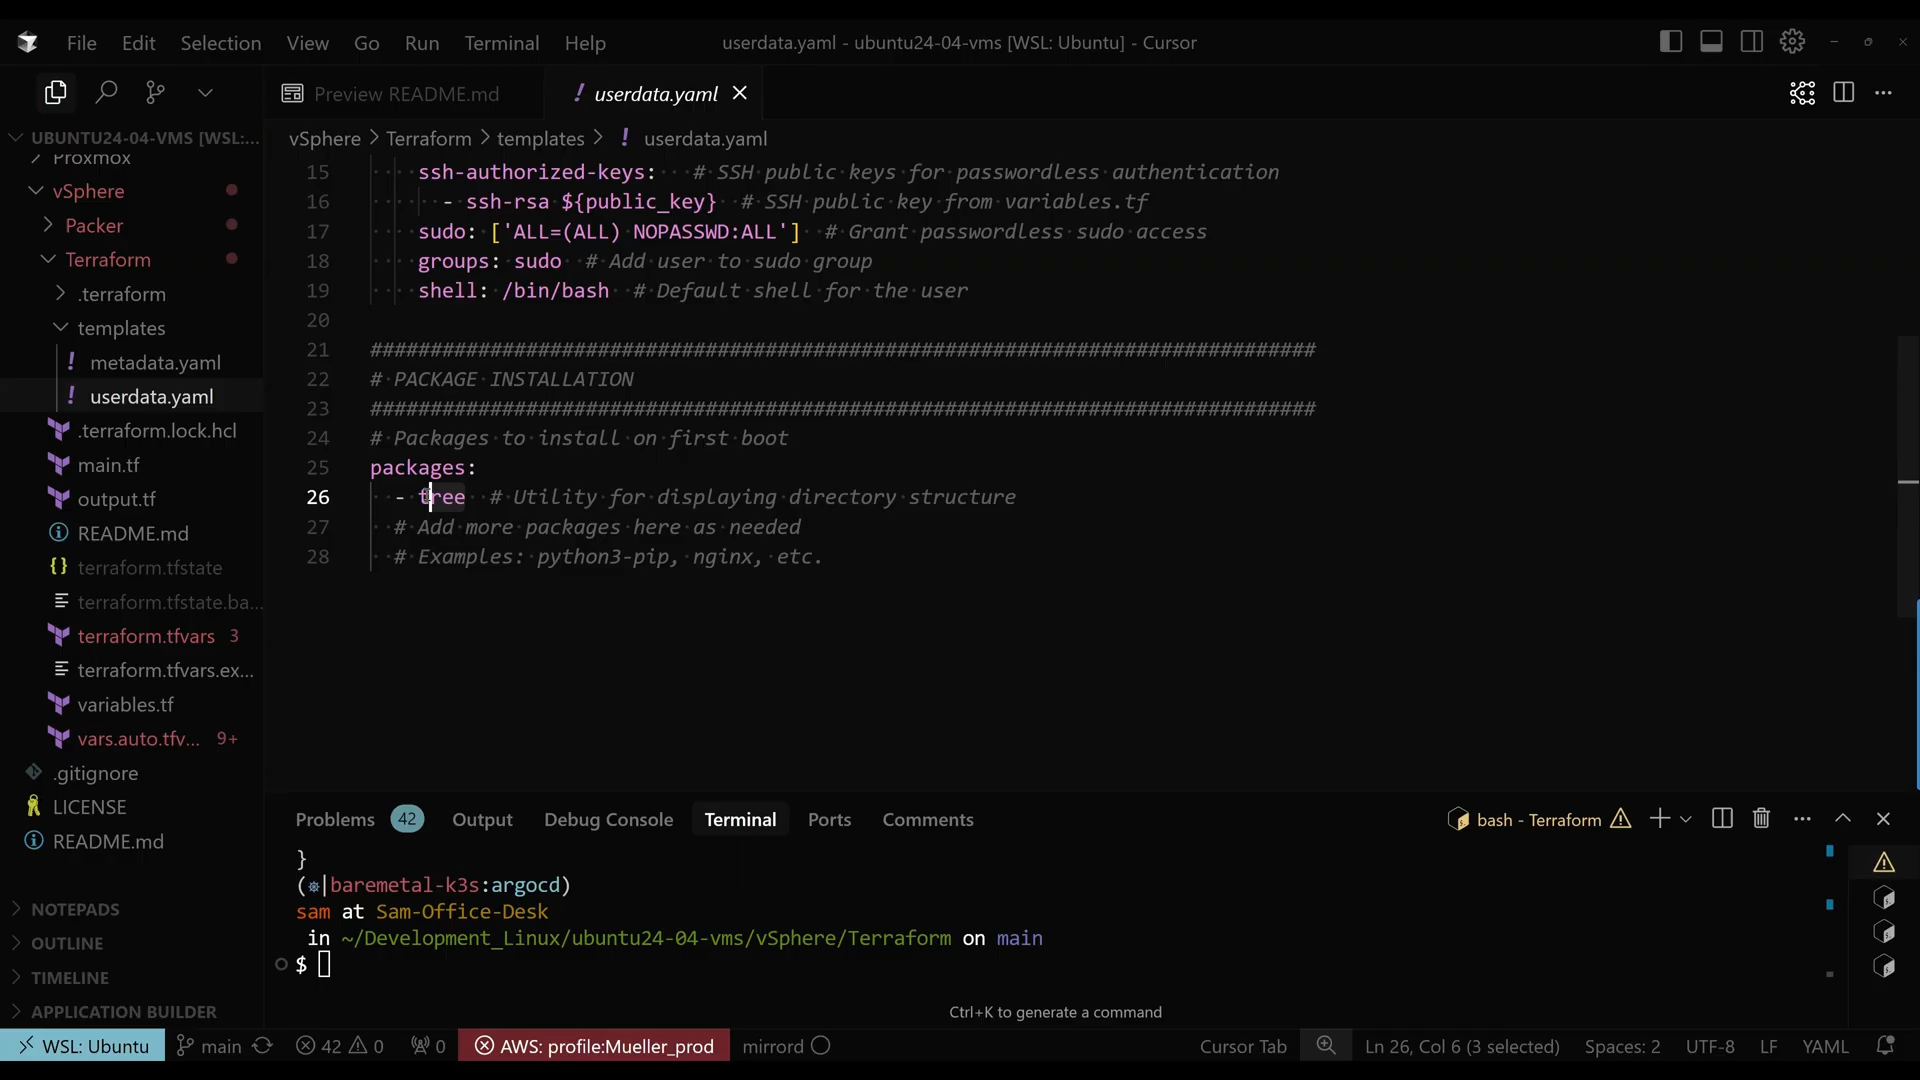 File Edit Selection View Go Run Terminal Help
userdata.yaml - ubuntu24-04-vms [WSL: Ubuntu] - Cursor
Preview README.md
! userdata.yaml
vSphere > Terraform > templates > ! userdata.yaml
UBUNTU24-04-VMS [WSL:...
Proxmox
vSphere
Packer
Terraform
.terraform
templates
! metadata.yaml
! userdata.yaml
.terraform.lock.hcl
main.tf
output.tf
README.md
{} terraform.tfstate
terraform.tfstate.ba...
terraform.tfvars 3
terraform.tfvars.ex...
variables.tf
vars.auto.tfv... 9+
.gitignore
LICENSE
README.md
NOTEPADS
OUTLINE
TIMELINE
APPLICATION BUILDER
15 ssh-authorized-keys: # SSH public keys for passwordless authentication
16 - ssh-rsa ${public_key} # SSH public key from variables.tf
17 sudo: ['ALL=(ALL) NOPASSWD:ALL'] # Grant passwordless sudo access
18 groups: sudo # Add user to sudo group
19 shell: /bin/bash # Default shell for the user
20
21 ###############################################################################
22 # PACKAGE INSTALLATION
23 ###############################################################################
24 # Packages to install on first boot
25 packages:
26 - tree # Utility for displaying directory structure
27 # Add more packages here as needed
28 # Examples: python3-pip, nginx, etc.
Problems 42 Output Debug Console Terminal Ports Comments
bash - Terraform
}
(⎈|baremetal-k3s:argocd)
sam at Sam-Office-Desk
in ~/Development_Linux/ubuntu24-04-vms/vSphere/Terraform on main
$
Ctrl+K to generate a command
WSL: Ubuntu main 42 0 0 AWS: profile:Mueller_prod mirrord
Cursor Tab Ln 26, Col 6 (3 selected) Spaces: 2 UTF-8 LF YAML